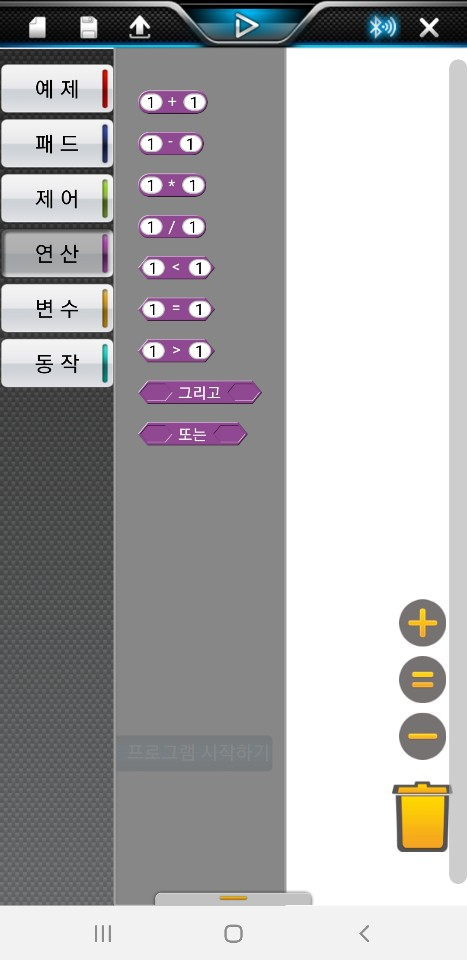 예 제
패 드
제 어
연 산
변 수
동 작
1 + 1
1 - 1
1 * 1
1 / 1
1 < 1
1 = 1
1 > 1
그리고
또는
프로그램 시작하기